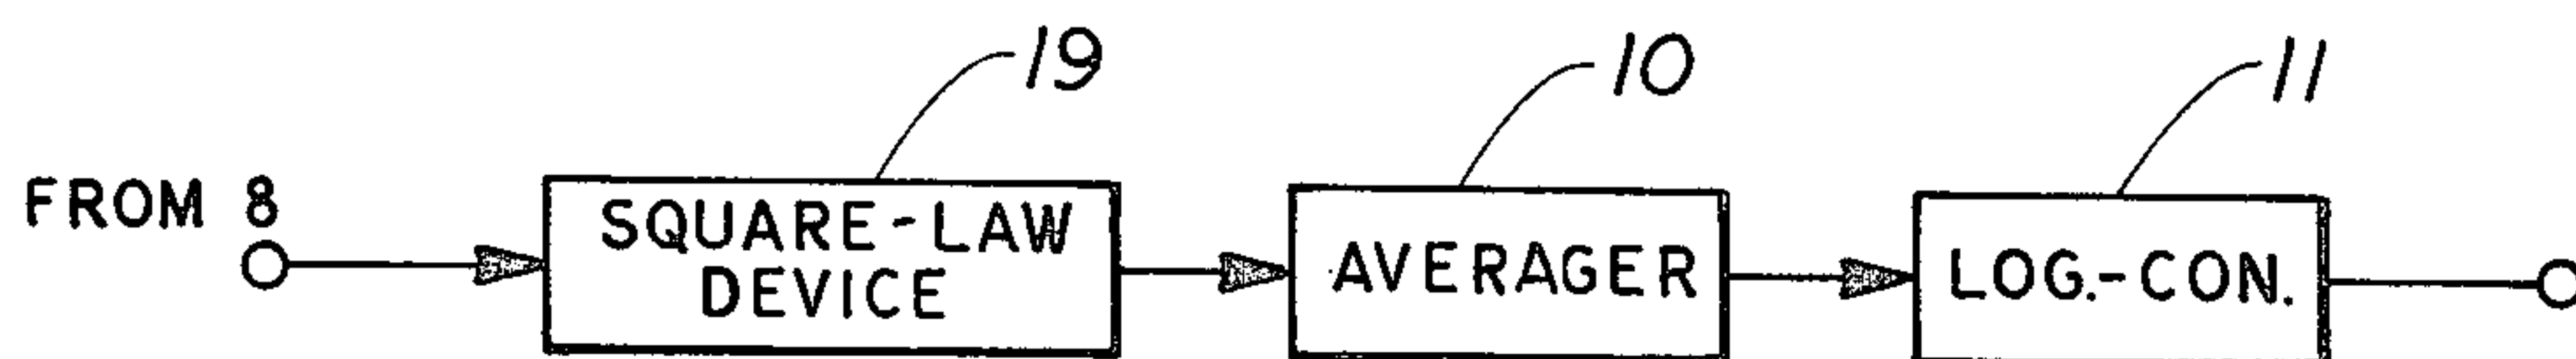 19
10
11
FROM 8
SQUARE-LAW
DEVICE
AVERAGER
LOG.-CON.